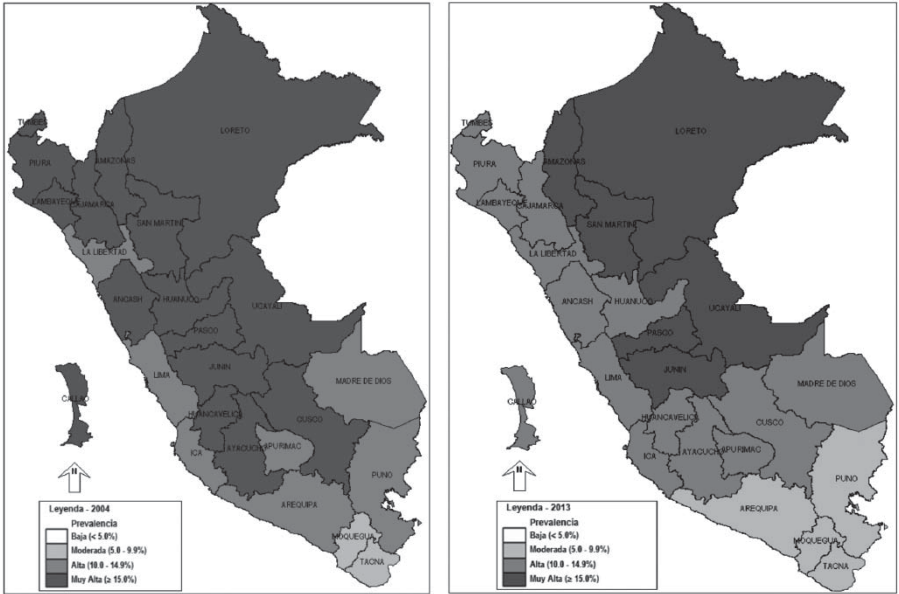 LORETO
TUMBES
PIURA
AMAZONAS
LAMBAYEQUE
CAJAMARCA
SAN MARTIN
LA LIBERTAD
ANCASH
HUANUCO
UCAYALI
PASCO
LIMA
JUNIN
MADRE DE DIOS
CALLAO
HUANCAVELICA
CUSCO
ICA
AYACUCHO
APURIMAC
PUNO
AREQUIPA
MOQUEGUA
TACNA
N
Leyenda - 2004
Prevalencia
Baja (< 5.0%)
Moderada (5.0 - 9.9%)
Alta (10.0 - 14.9%)
Muy Alta (≥ 15.0%)
LORETO
TUMBES
PIURA
AMAZONAS
LAMBAYEQUE
CAJAMARCA
SAN MARTIN
LA LIBERTAD
ANCASH
HUANUCO
UCAYALI
PASCO
LIMA
JUNIN
MADRE DE DIOS
CALLAO
HUANCAVELICA
CUSCO
ICA
AYACUCHO
APURIMAC
PUNO
AREQUIPA
MOQUEGUA
TACNA
N
Leyenda - 2013
Prevalencia
Baja (< 5.0%)
Moderada (5.0 - 9.9%)
Alta (10.0 - 14.9%)
Muy Alta (≥ 15.0%)